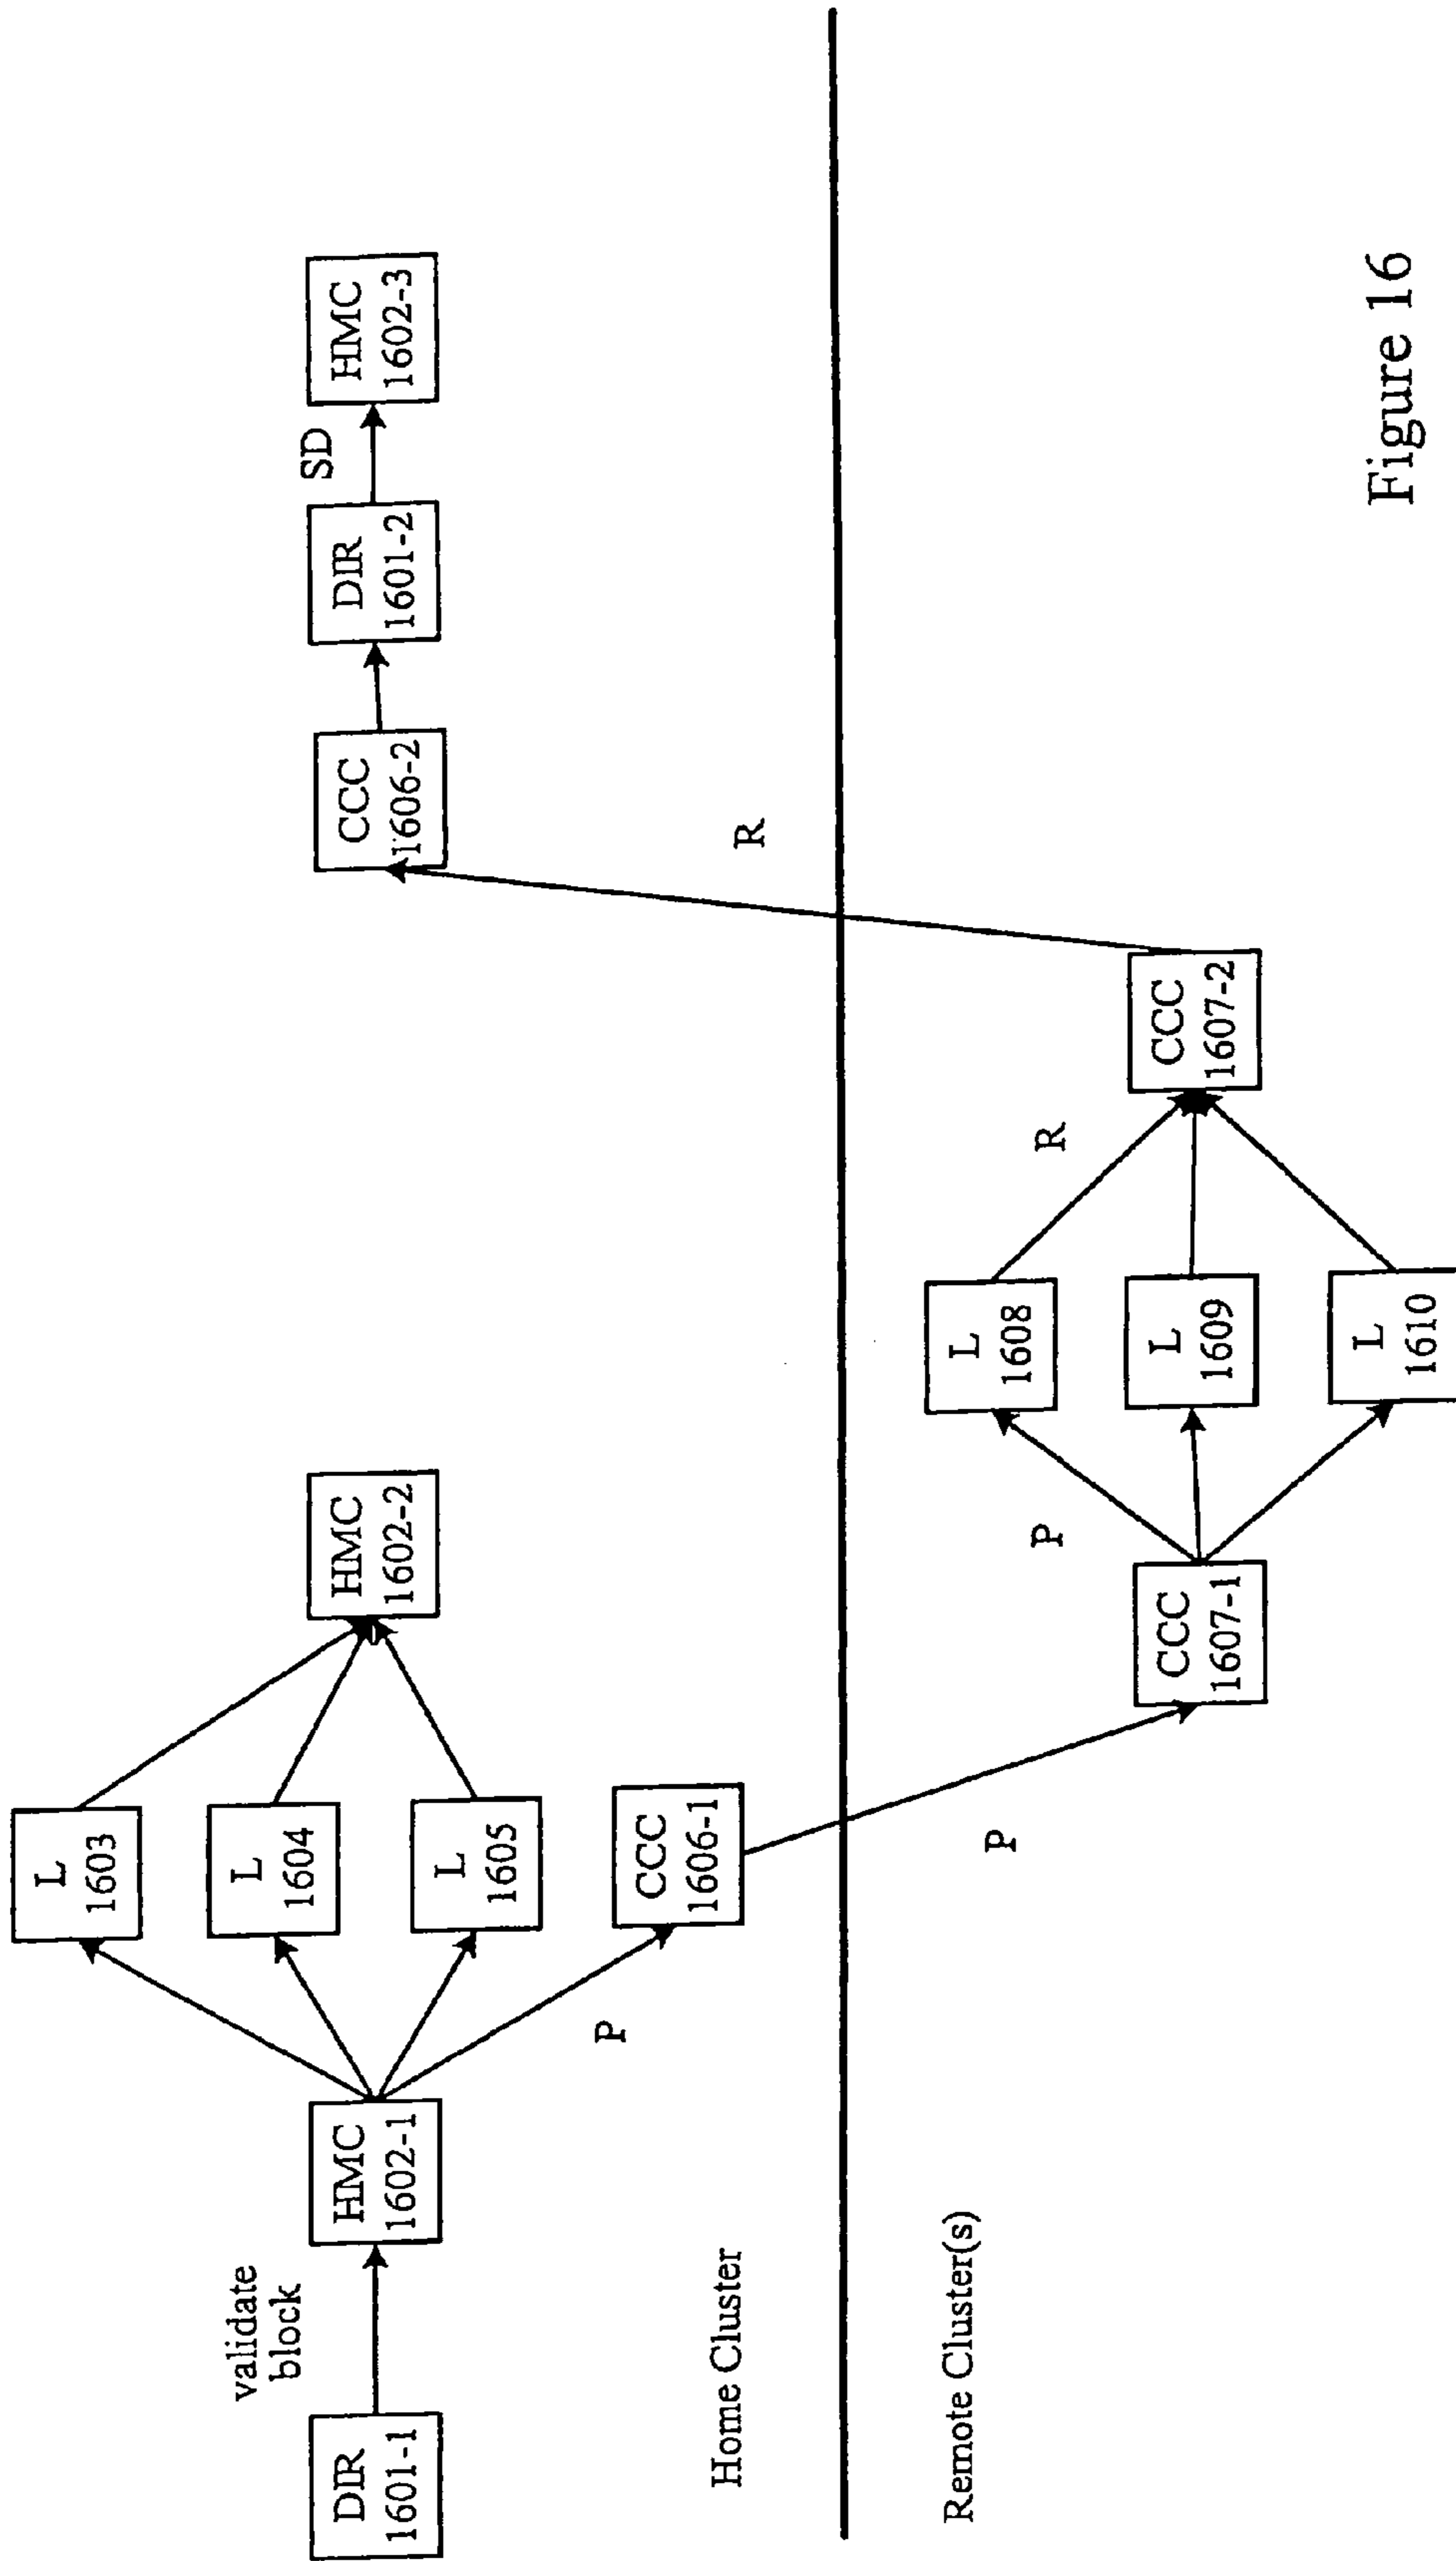 validate
block
DIR
1601-1
HMC
1602-1
L
1603
L
1604
L
1605
P
CCC
1606-1
HMC
1602-2
CCC
1606-2
DIR
1601-2
SD
HMC
1602-3
Home Cluster
R
Remote Cluster(s)
P
CCC
1607-1
P
L
1608
L
1609
L
1610
R
CCC
1607-2
Figure 16